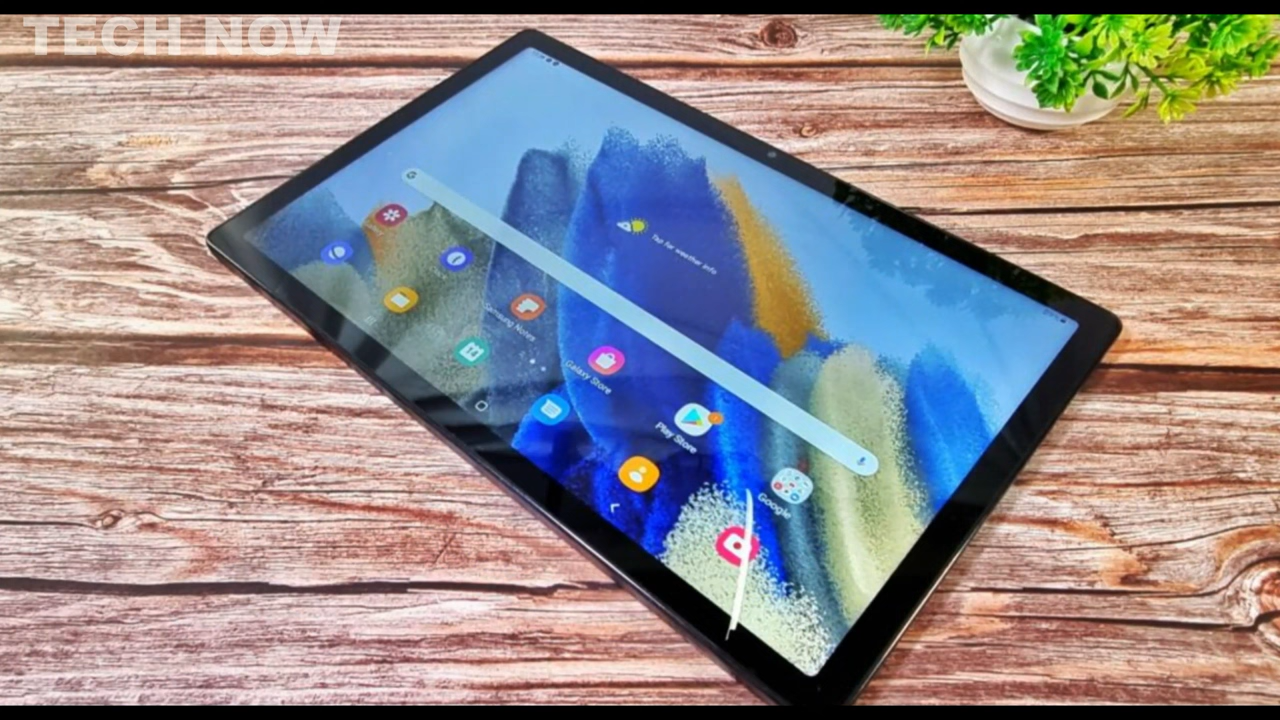 TECH NOW
Tap for weather info
Samsung Notes
Galaxy Store
Play Store
Google